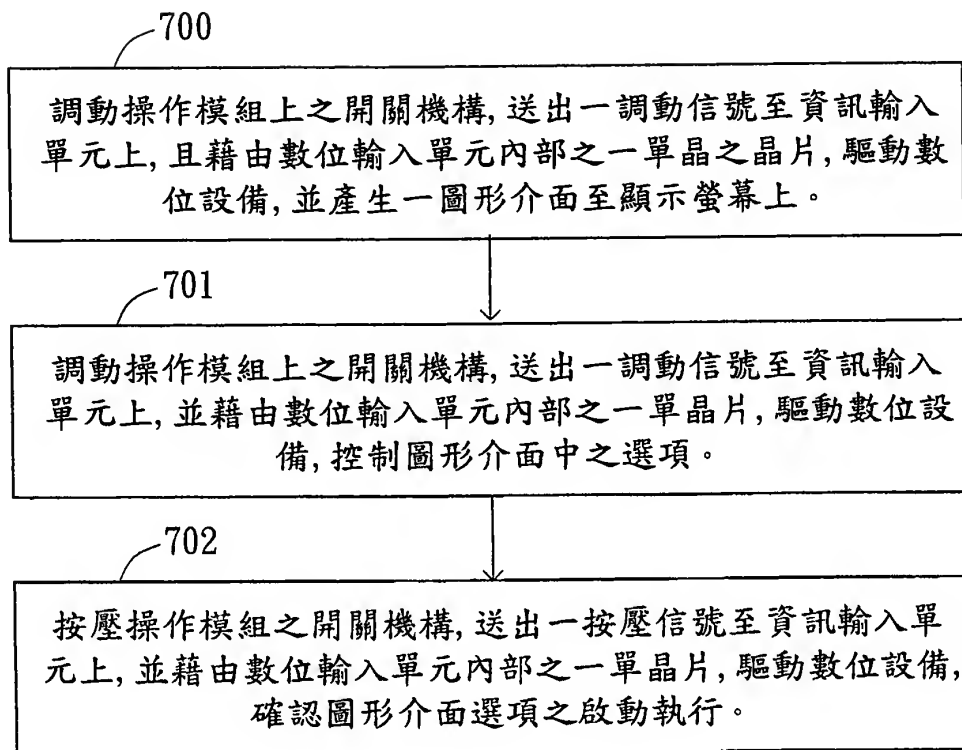 700
調動操作模組上之開關機構,送出一調動信號至資訊輸入
單元上,且藉由數位輸入單元內部之一單晶之晶片,驅動數
位設備,並產生一圖形介面至顯示螢幕上。
701
調動操作模組上之開關機構,送出一調動信號至資訊輸入
單元上,並藉由數位輸入單元內部之一單晶片,驅動數位設
備,控制圖形介面中之選項。
702
按壓操作模組之開關機構,送出一按壓信號至資訊輸入單
元上,並藉由數位輸入單元內部之一單晶片,驅動數位設備,
確認圖形介面選項之啟動執行。